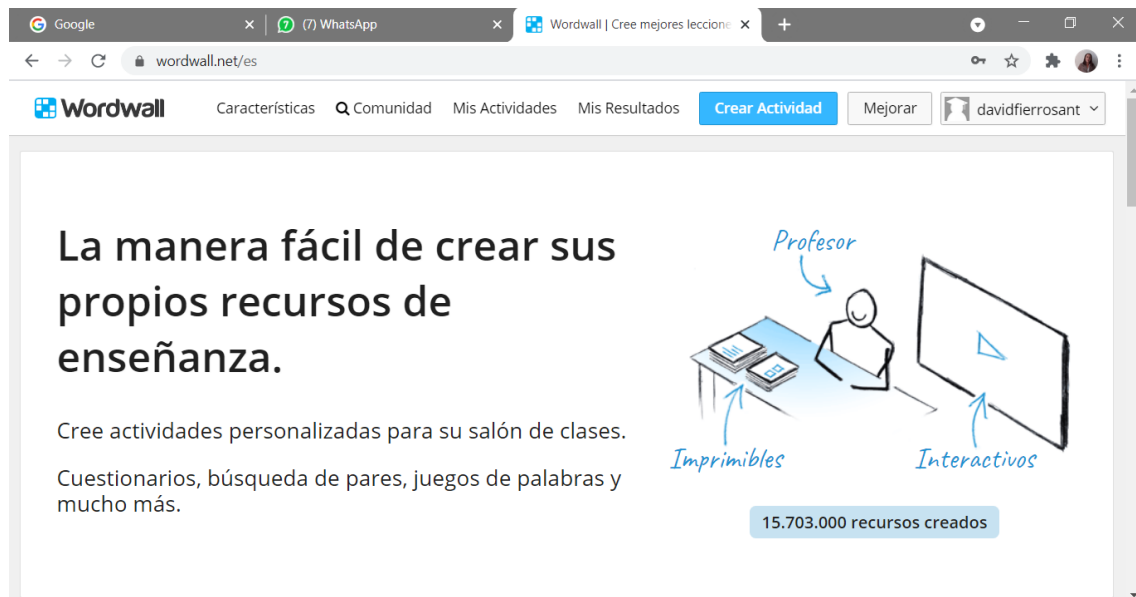 Google
(7) WhatsApp
Wordwall | Cree mejores leccione
wordwall.net/es
Wordwall
Características
Comunidad
Mis Actividades
Mis Resultados
Crear Actividad
Mejorar
davidfierrosant
La manera fácil de crear sus
propios recursos de
enseñanza.
Cree actividades personalizadas para su salón de clases.
Cuestionarios, búsqueda de pares, juegos de palabras y
mucho más.
Profesor
Imprimibles
Interactivos
15.703.000 recursos creados